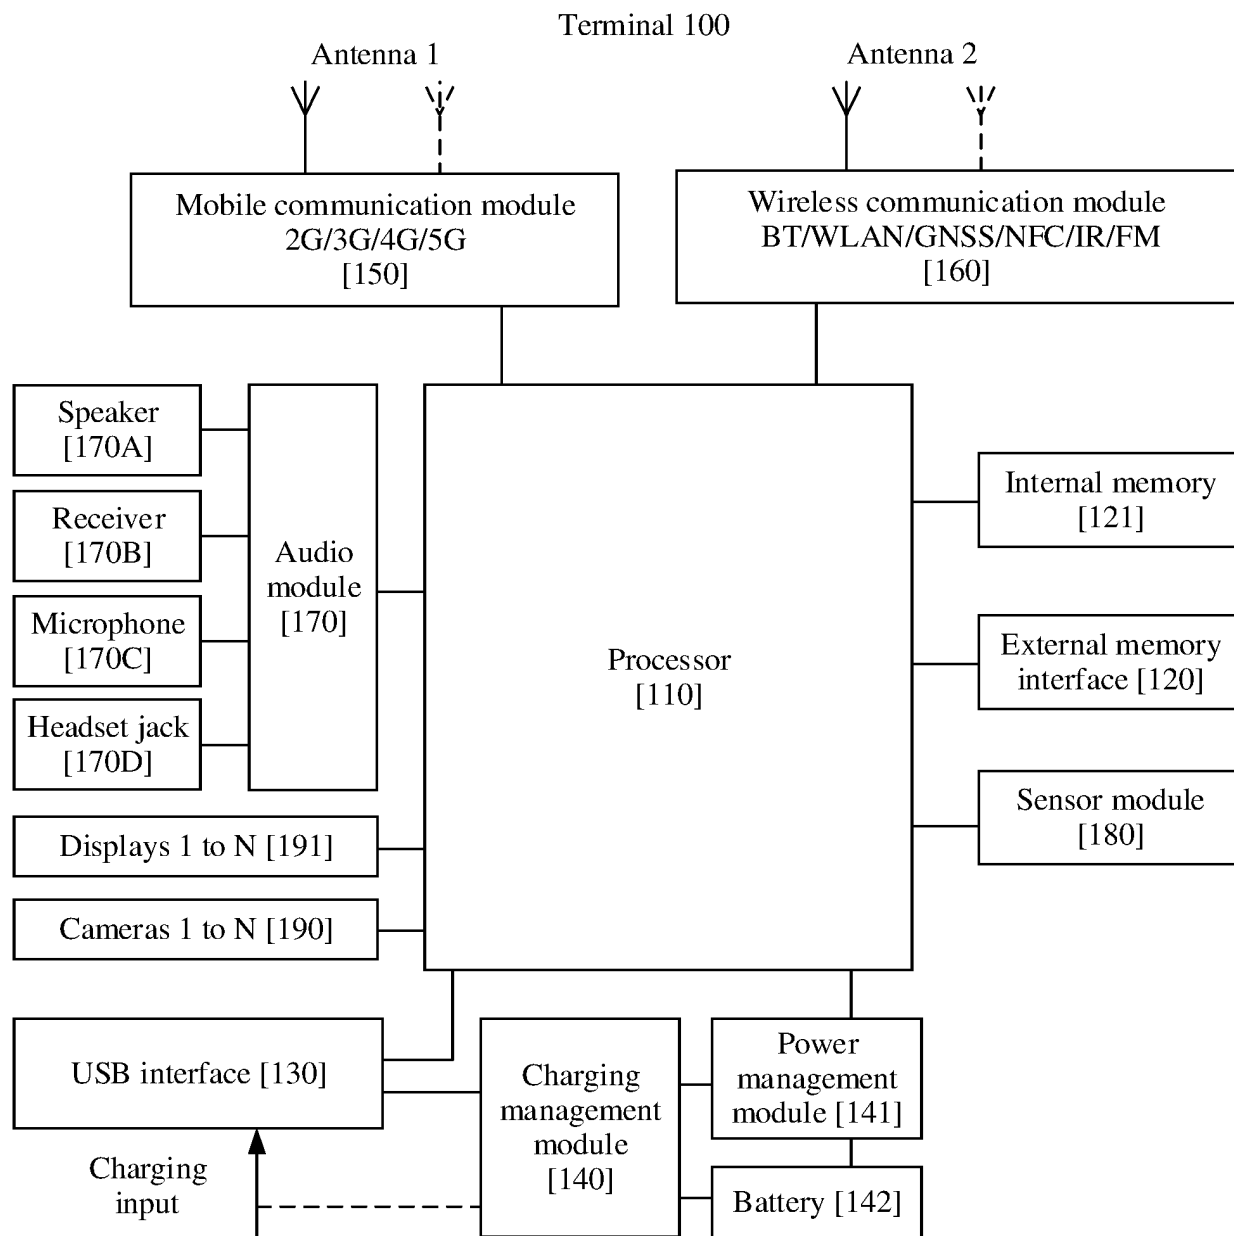 Terminal 100
Antenna 1
Antenna 2
Mobile communication module
2G/3G/4G/5G
[150]
Wireless communication module
BT/WLAN/GNSS/NFC/IR/FM
[160]
Speaker
[170A]
Receiver
[170B]
Microphone
[170C]
Headset jack
[170D]
Audio
module
[170]
Processor
[110]
Internal memory
[121]
External memory
interface [120]
Sensor module
[180]
Displays 1 to N [191]
Cameras 1 to N [190]
USB interface [130]
Charging
management
module
[140]
Power
management
module [141]
Battery [142]
Charging
input